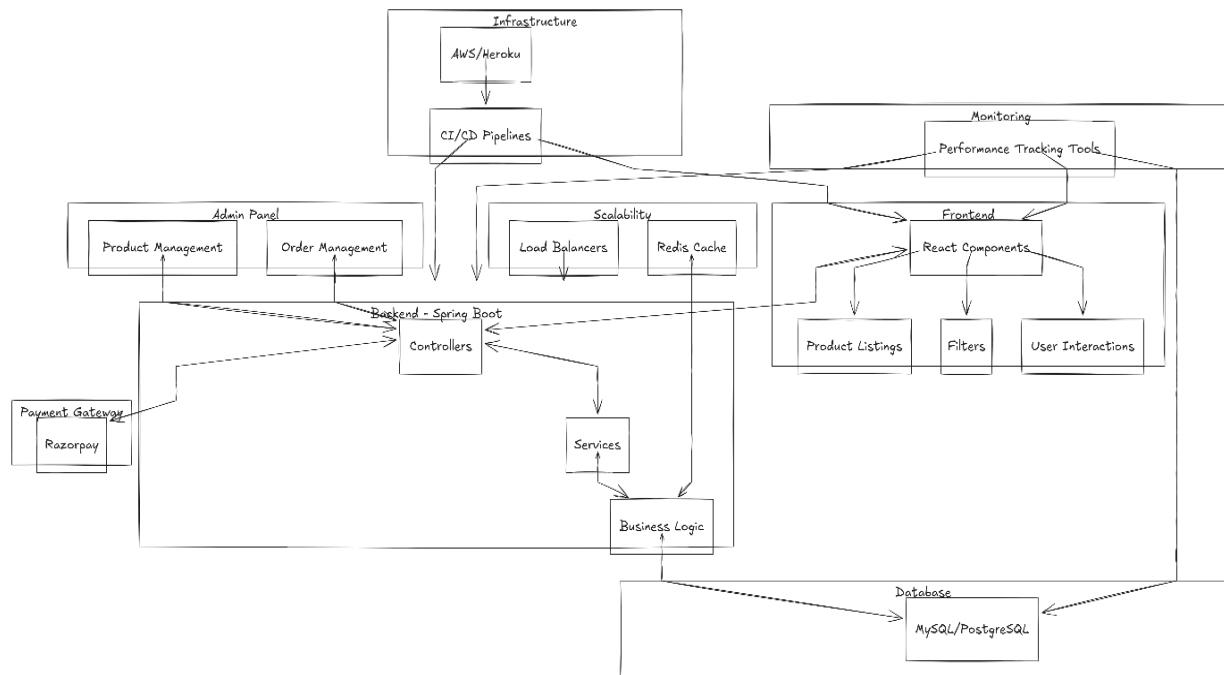 Infrastructure
AWS/Heroku
CI/CD Pipelines
Monitoring
Performance Tracking Tools
Admin Panel
Product Management
Order Management
Scalability
Load Balancers
Redis Cache
Frontend
React Components
Product Listings
Filters
User Interactions
Backend - Spring Boot
Controllers
Services
Business Logic
Payment Gateway
Razorpay
Database
MySQL/PostgreSQL